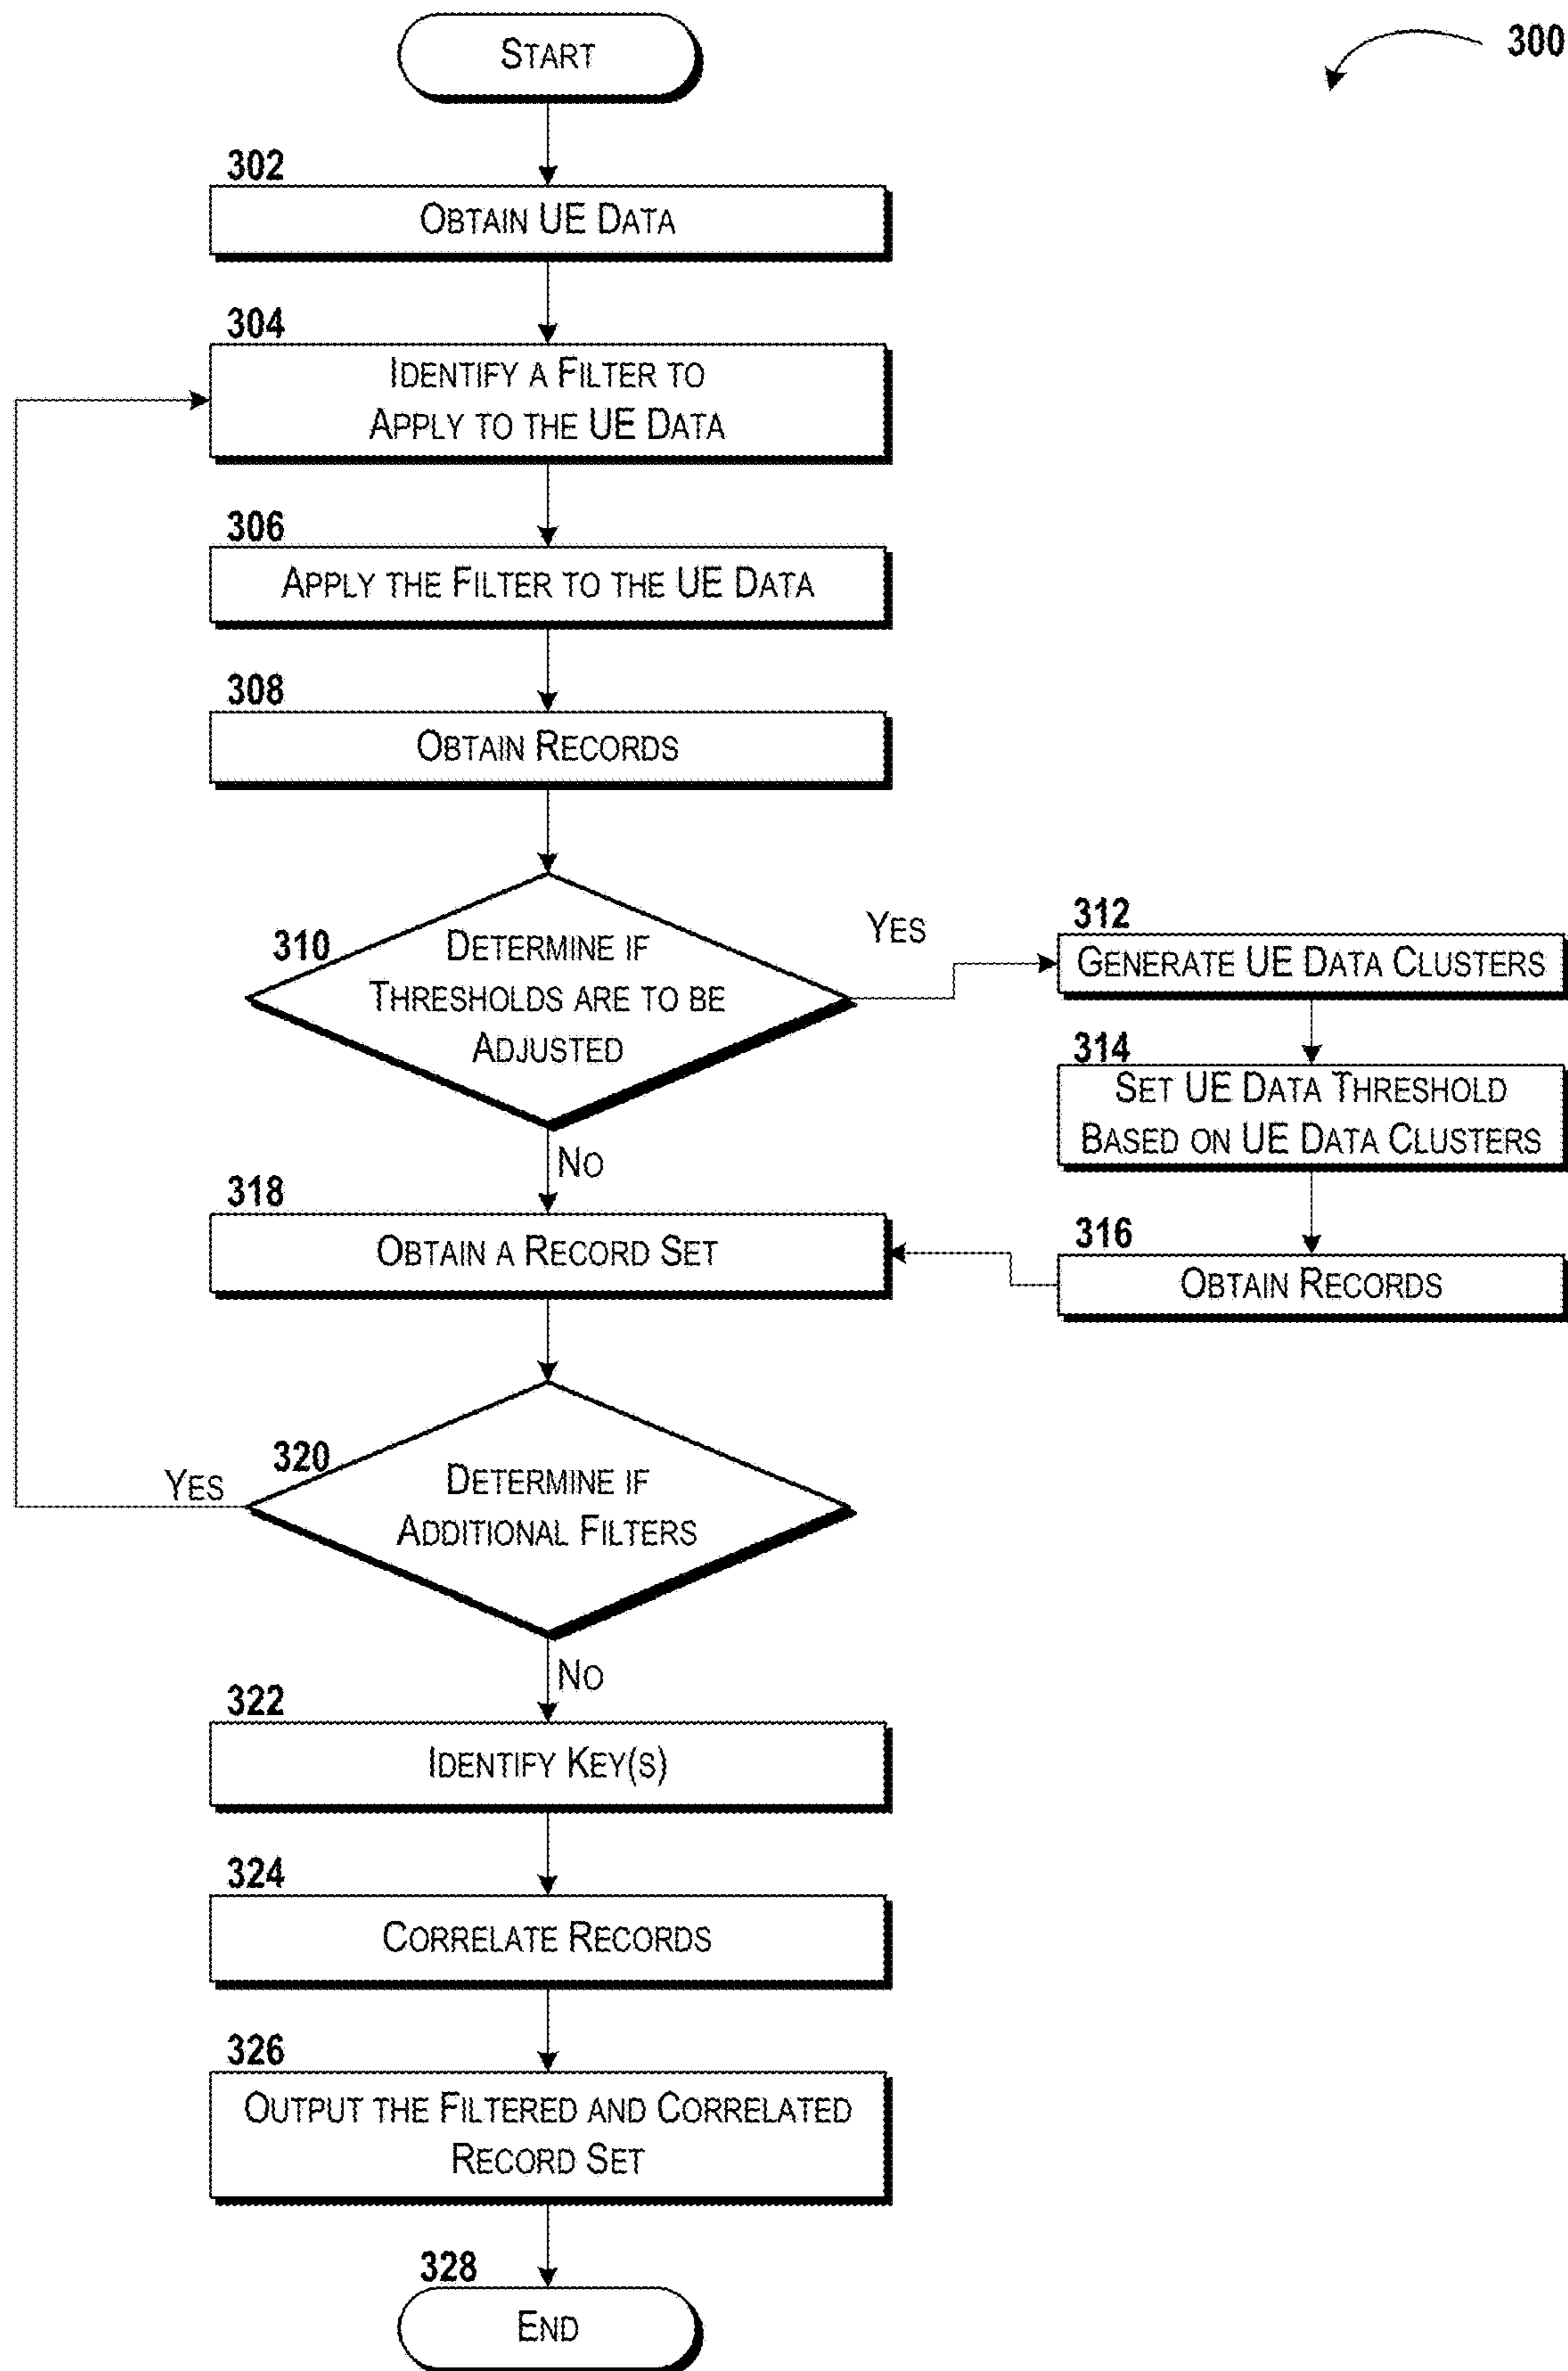 300
START
302
OBTAIN UE DATA
304
IDENTIFY A FILTER TO
APPLY TO THE UE DATA
306
APPLY THE FILTER TO THE UE DATA
308
OBTAIN RECORDS
310
DETERMINE IF
THRESHOLDS ARE TO BE
ADJUSTED
YES
312
GENERATE UE DATA CLUSTERS
314
SET UE DATA THRESHOLD
BASED ON UE DATA CLUSTERS
316
OBTAIN RECORDS
NO
318
OBTAIN A RECORD SET
320
DETERMINE IF
ADDITIONAL FILTERS
YES
NO
322
IDENTIFY KEY(S)
324
CORRELATE RECORDS
326
OUTPUT THE FILTERED AND CORRELATED
RECORD SET
328
END